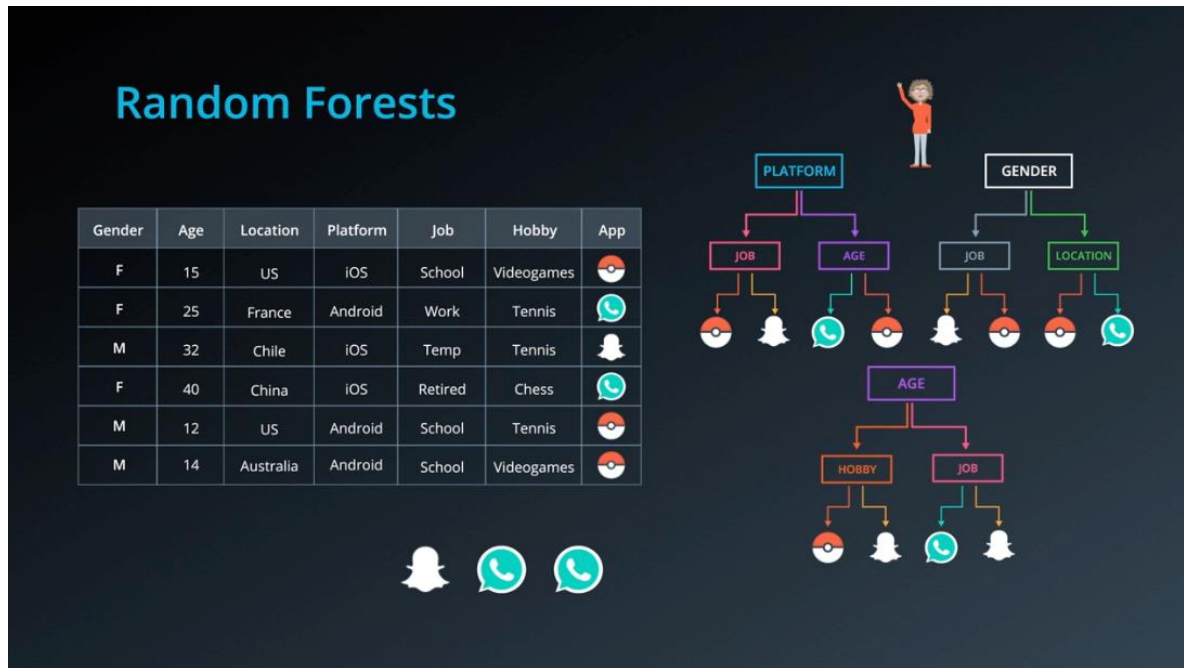 Random Forests
Gender Age Location Platform Job Hobby App
F 15 US iOS School Videogames
F 25 France Android Work Tennis
M 32 Chile iOS Temp Tennis
F 40 China iOS Retired Chess
M 12 US Android School Tennis
M 14 Australia Android School Videogames
PLATFORM GENDER
JOB AGE JOB LOCATION
AGE
HOBBY JOB